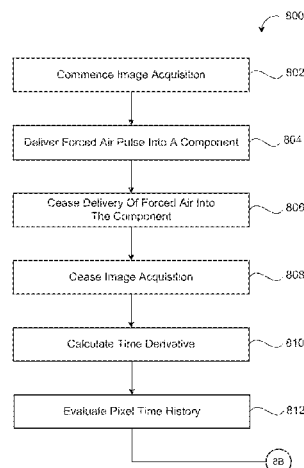 800
Commence Image Acquisition
802
Deliver Forced Air Pulse Into A Component
804
Cease Delivery Of Forced Air Into
The Component
806
Cease Image Acquisition
808
Calculate Time Derivative
810
Evaluate Pixel Time History
812
8B